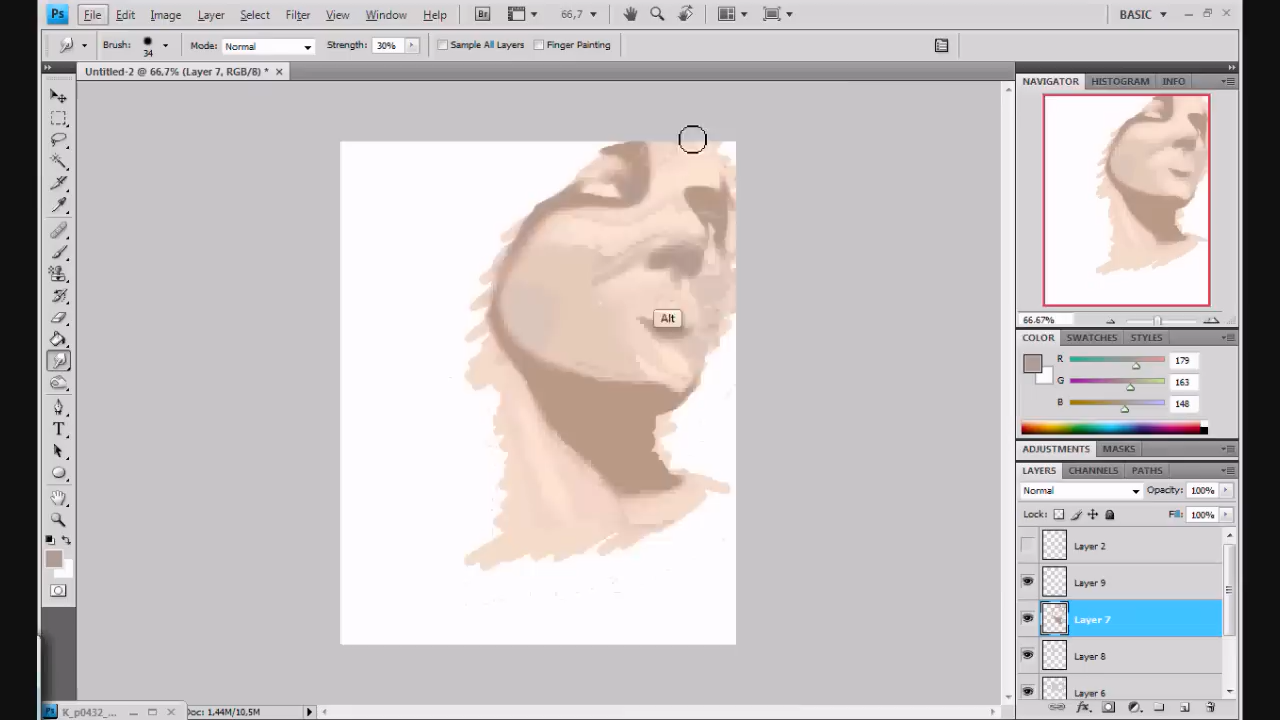 Ps File Edit Image Layer Select Filter View Window Help Br 66,7 BASIC
Brush: 34 Mode: Normal Strength: 30% Sample All Layers Finger Painting
Untitled-2 @ 66.7% (Layer 7, RGB/8) * ×
NAVIGATOR HISTOGRAM INFO
Alt
66.67%
COLOR SWATCHES STYLES
R 179
G 163
B 148
ADJUSTMENTS MASKS
LAYERS CHANNELS PATHS
Normal Opacity: 100%
Lock: Fill: 100%
Layer 2
Layer 9
Layer 7
Layer 8
Layer 6
T
Ps K_p0432_... Doc: 1,44M/10,5M
fx